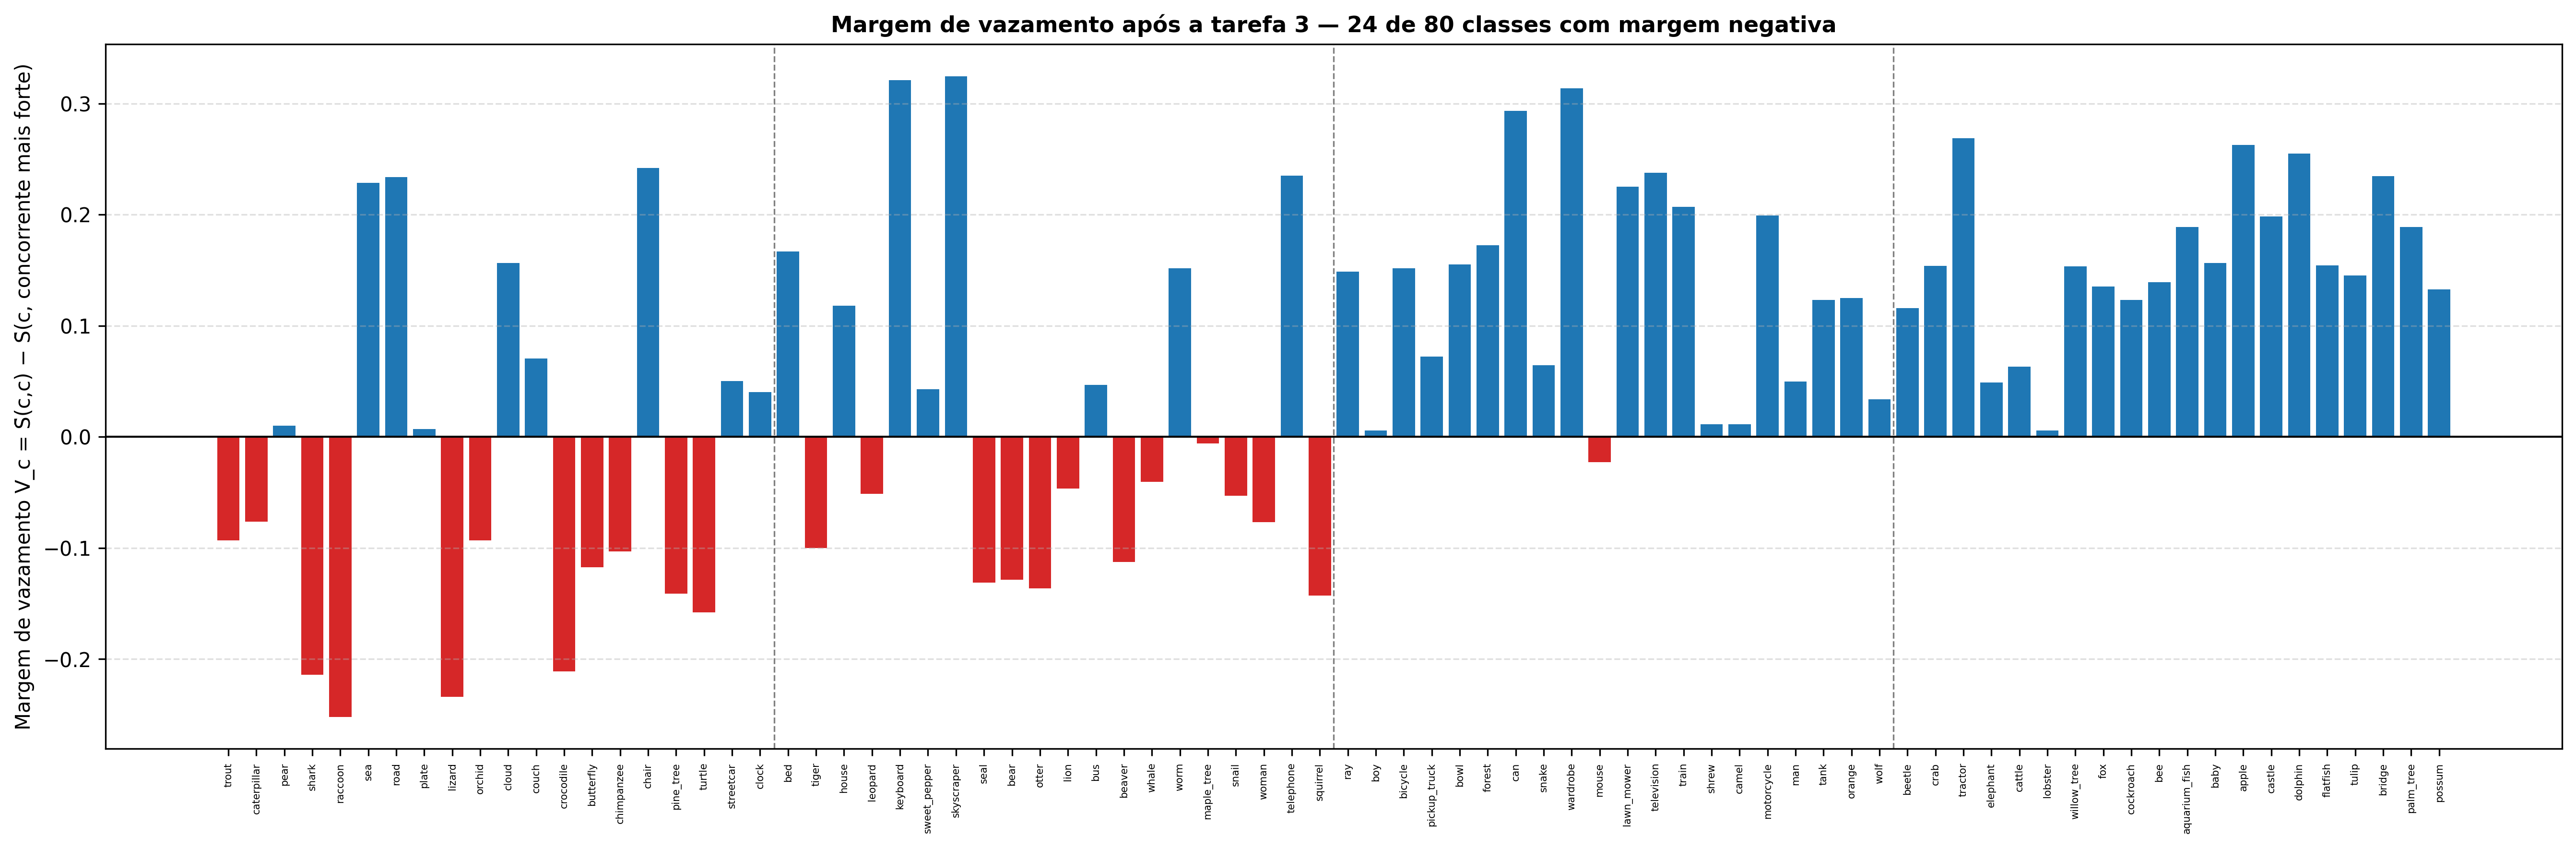 Margem de vazamento após a tarefa 3 — 24 de 80 classes com margem negativa
Margem de vazamento V_c = S(c,c) − S(c, concorrente mais forte)
0.3
0.2
0.1
0.0
−0.1
−0.2
trout
caterpillar
pear
shark
raccoon
sea
road
plate
lizard
orchid
cloud
couch
crocodile
butterfly
chimpanzee
chair
pine_tree
turtle
streetcar
clock
bed
tiger
house
leopard
keyboard
sweet_pepper
skyscraper
seal
bear
otter
lion
bus
beaver
whale
worm
maple_tree
snail
woman
telephone
squirrel
ray
boy
bicycle
pickup_truck
bowl
forest
can
snake
wardrobe
mouse
lawn_mower
television
train
shrew
camel
motorcycle
man
tank
orange
wolf
beetle
crab
tractor
elephant
cattle
lobster
willow_tree
fox
cockroach
bee
aquarium_fish
baby
apple
castle
dolphin
flatfish
tulip
bridge
palm_tree
possum